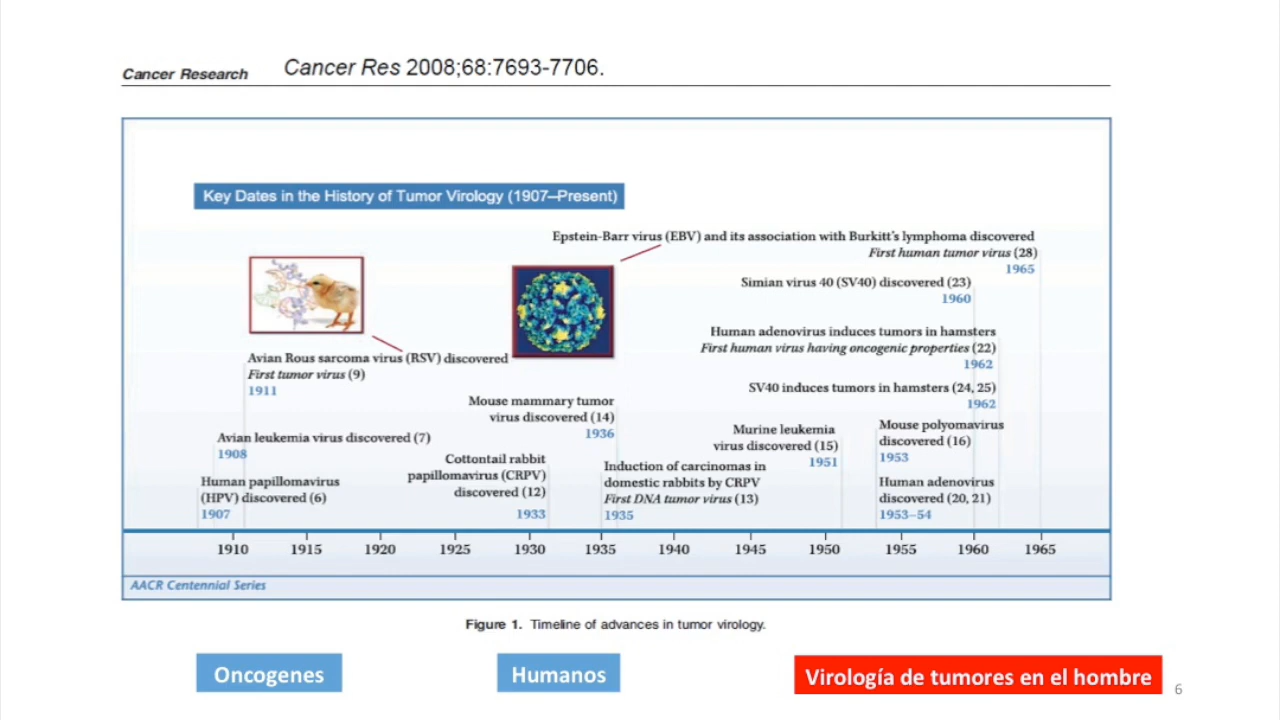 Cancer Research
Cancer Res 2008;68:7693-7706.
Key Dates in the History of Tumor Virology (1907–Present)
Epstein-Barr virus (EBV) and its association with Burkitt's lymphoma discovered
First human tumor virus (28)
1965
Simian virus 40 (SV40) discovered (23)
1960
Human adenovirus induces tumors in hamsters
First human virus having oncogenic properties (22)
1962
Avian Rous sarcoma virus (RSV) discovered
First tumor virus (9)
1911
SV40 induces tumors in hamsters (24, 25)
1962
Mouse mammary tumor
virus discovered (14)
1936
Murine leukemia
virus discovered (15)
1951
Mouse polyomavirus
discovered (16)
1953
Avian leukemia virus discovered (7)
1908
Cottontail rabbit
papillomavirus (CRPV)
discovered (12)
1933
Induction of carcinomas in
domestic rabbits by CRPV
First DNA tumor virus (13)
1935
Human papillomavirus
(HPV) discovered (6)
1907
Human adenovirus
discovered (20, 21)
1953–54
1910 1915 1920 1925 1930 1935 1940 1945 1950 1955 1960 1965
AACR Centennial Series
Figure 1. Timeline of advances in tumor virology.
Oncogenes
Humanos
Virología de tumores en el hombre
6